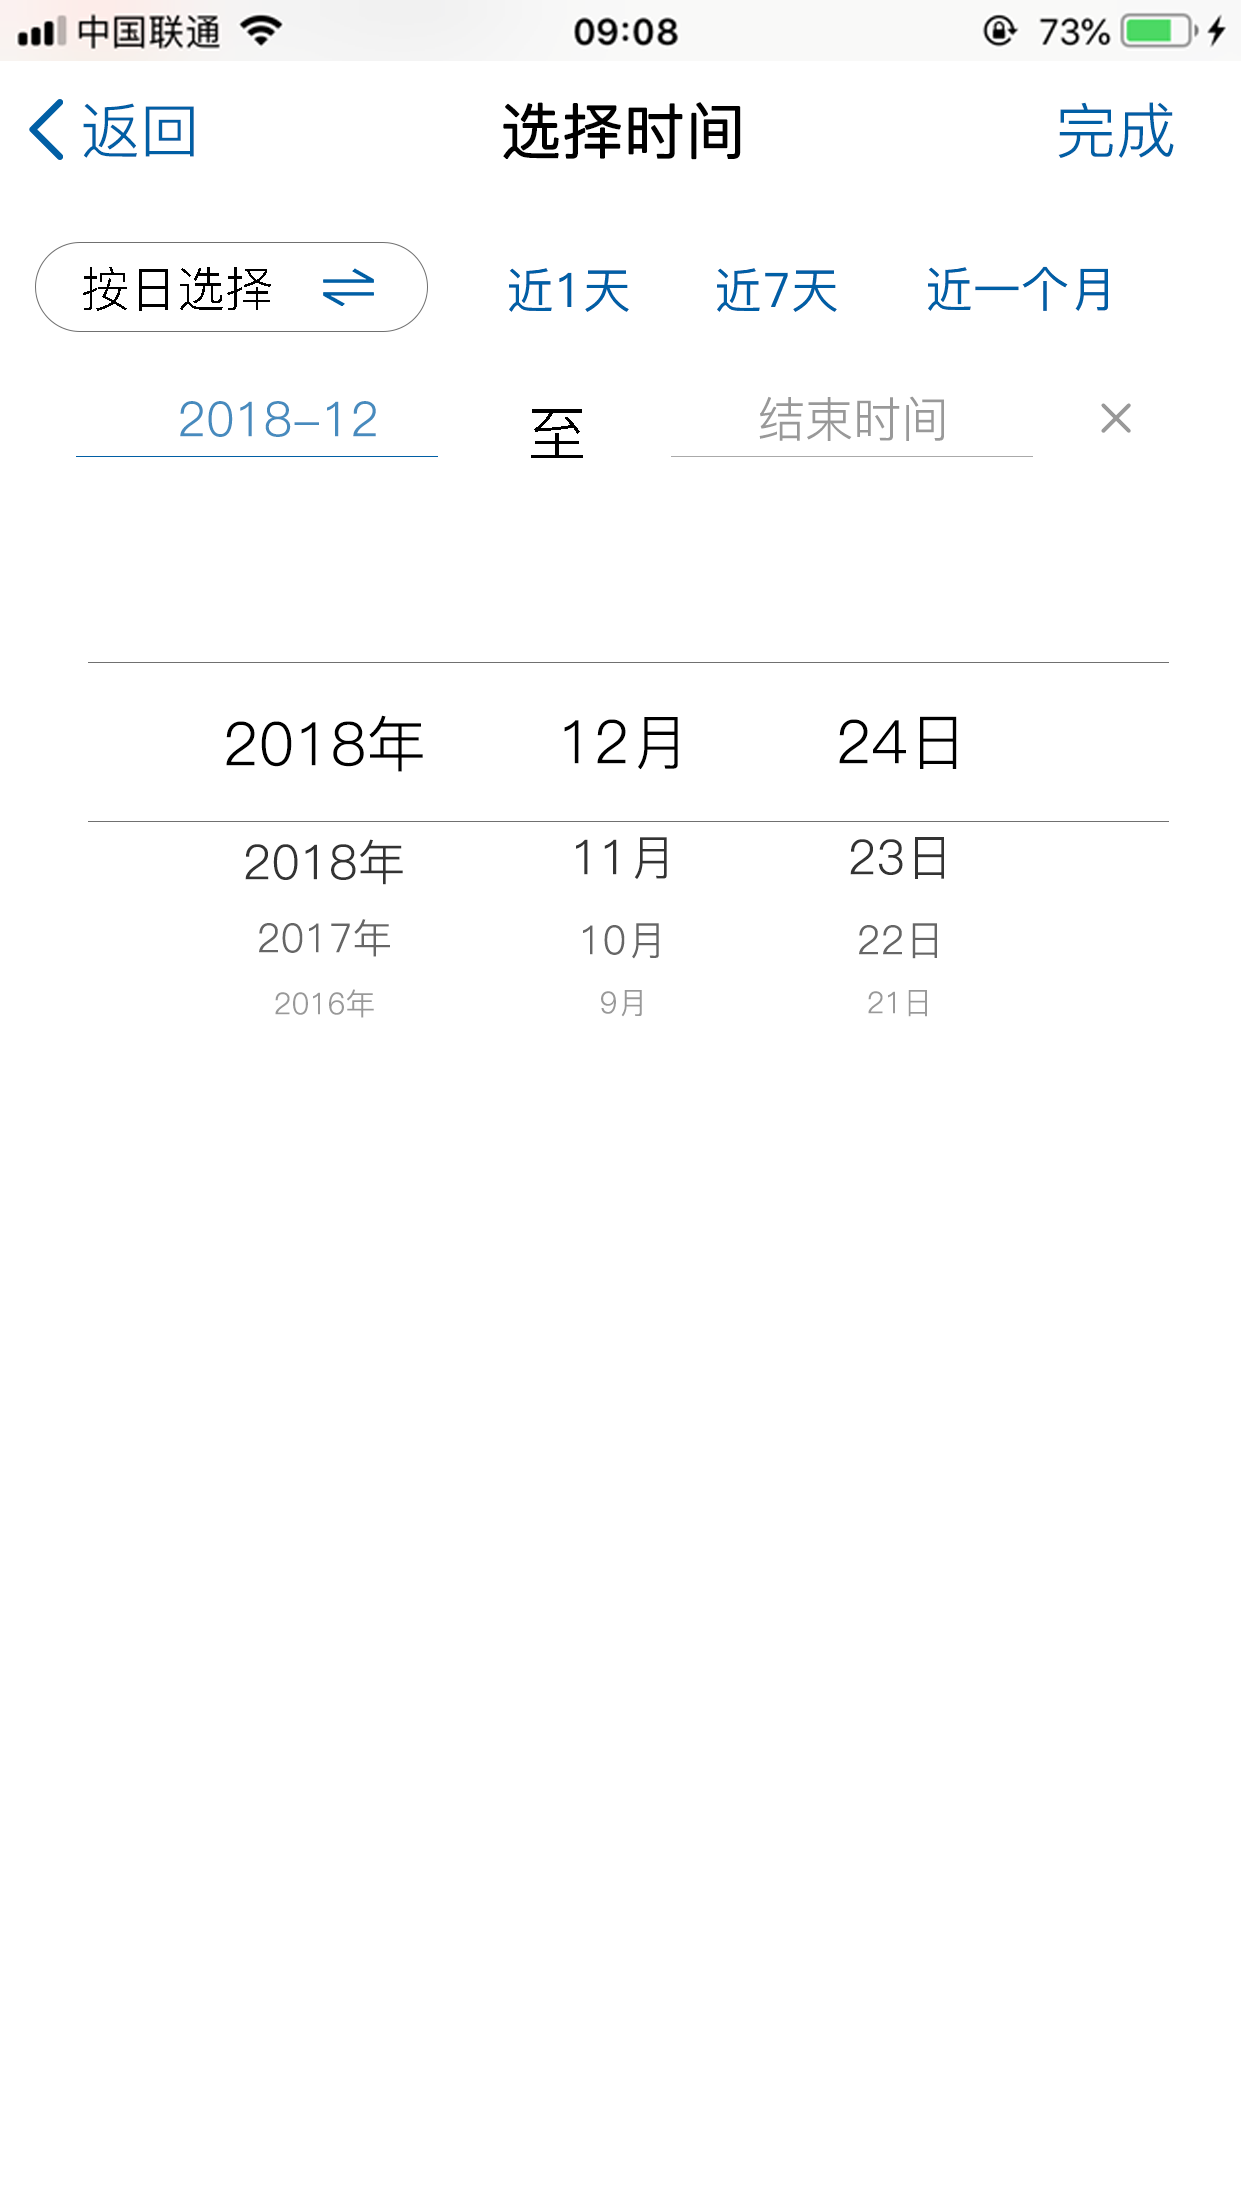 中国联通 09:08 73%
返回 选择时间 完成
按日选择 近1天 近7天 近一个月
2018-12 至 结束时间
2018年 12月 24日
2018年 11月 23日
2017年 10月 22日
2016年 9月 21日